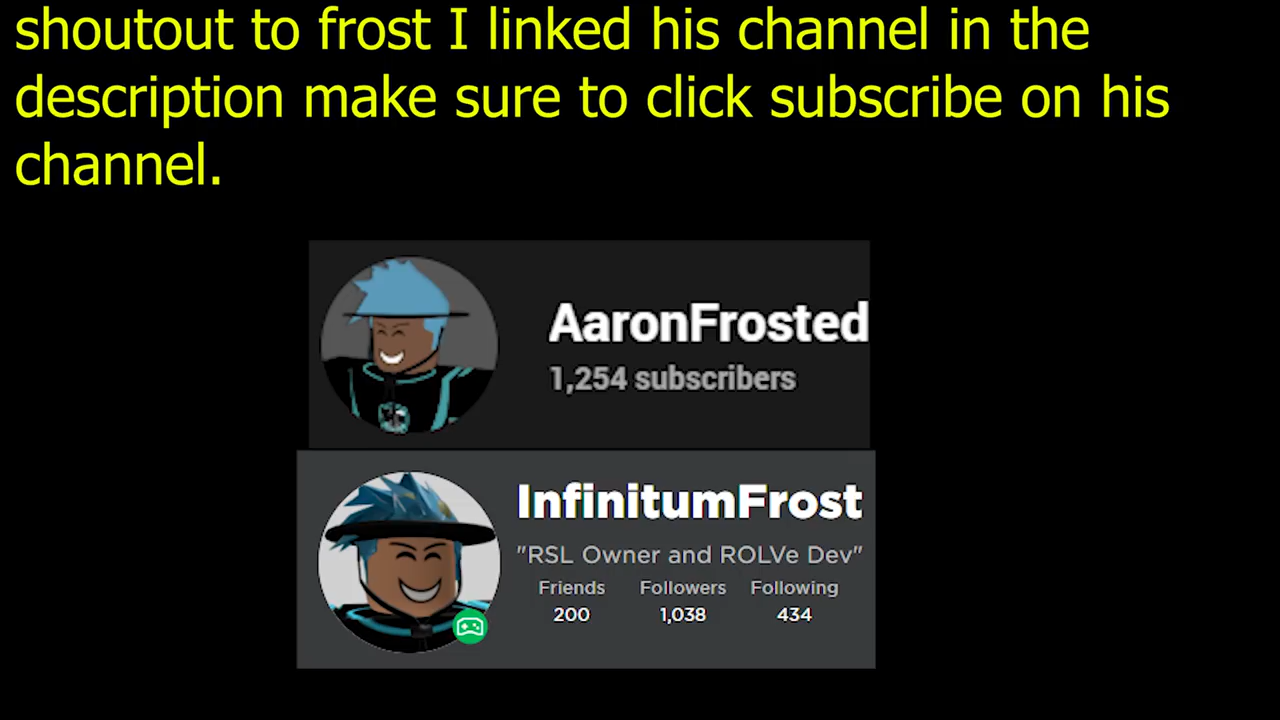 shoutout to frost I linked his channel in the
description make sure to click subscribe on his
channel.
AaronFrosted
1,254 subscribers
InfinitumFrost
"RSL Owner and ROLVe Dev"
Friends Followers Following
200 1,038 434